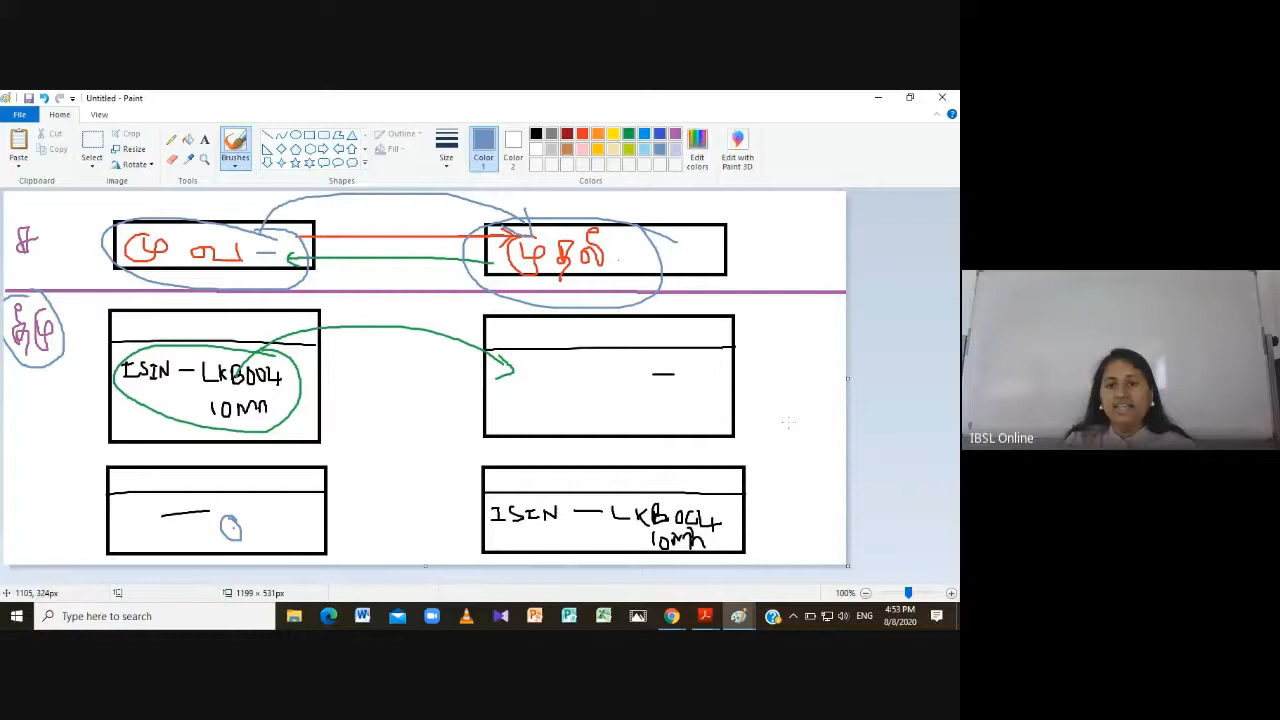 Untitled - Paint
File
Home
View
Paste
Cut
Copy
Clipboard
Select
Crop
Resize
Rotate
Image
A
Tools
Brushes
Outline
Fill
Shapes
Size
Color
1
Color
2
Edit
colors
Edit with
Paint 3D
Colors
ISIN - LKB004
10Mn
ISIN - LKB004
10Mn
IBSL Online
1105, 324px
1199 × 531px
100%
Type here to search
ENG
4:53 PM
8/8/2020